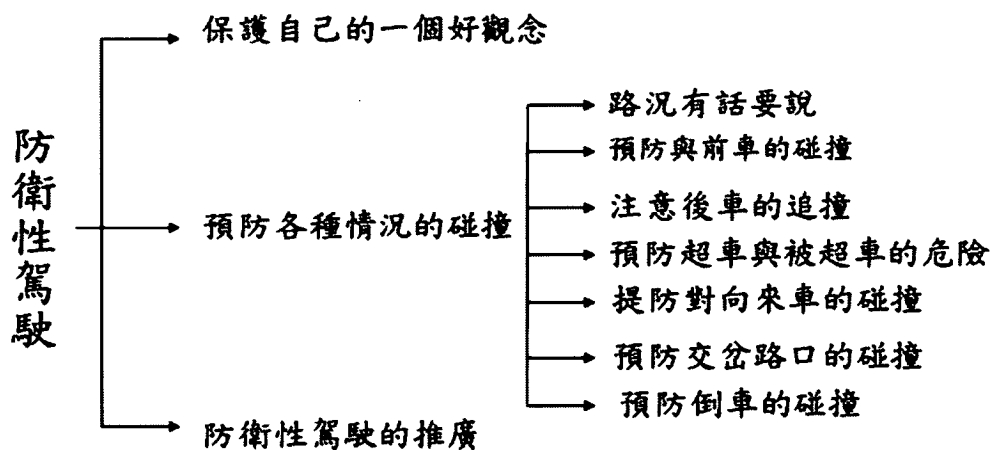 防衛性駕駛
保護自己的一個好觀念
預防各種情況的碰撞
路況有話要說
預防與前車的碰撞
注意後車的追撞
預防超車與被超車的危險
提防對向來車的碰撞
預防交岔路口的碰撞
預防倒車的碰撞
防衛性駕駛的推廣